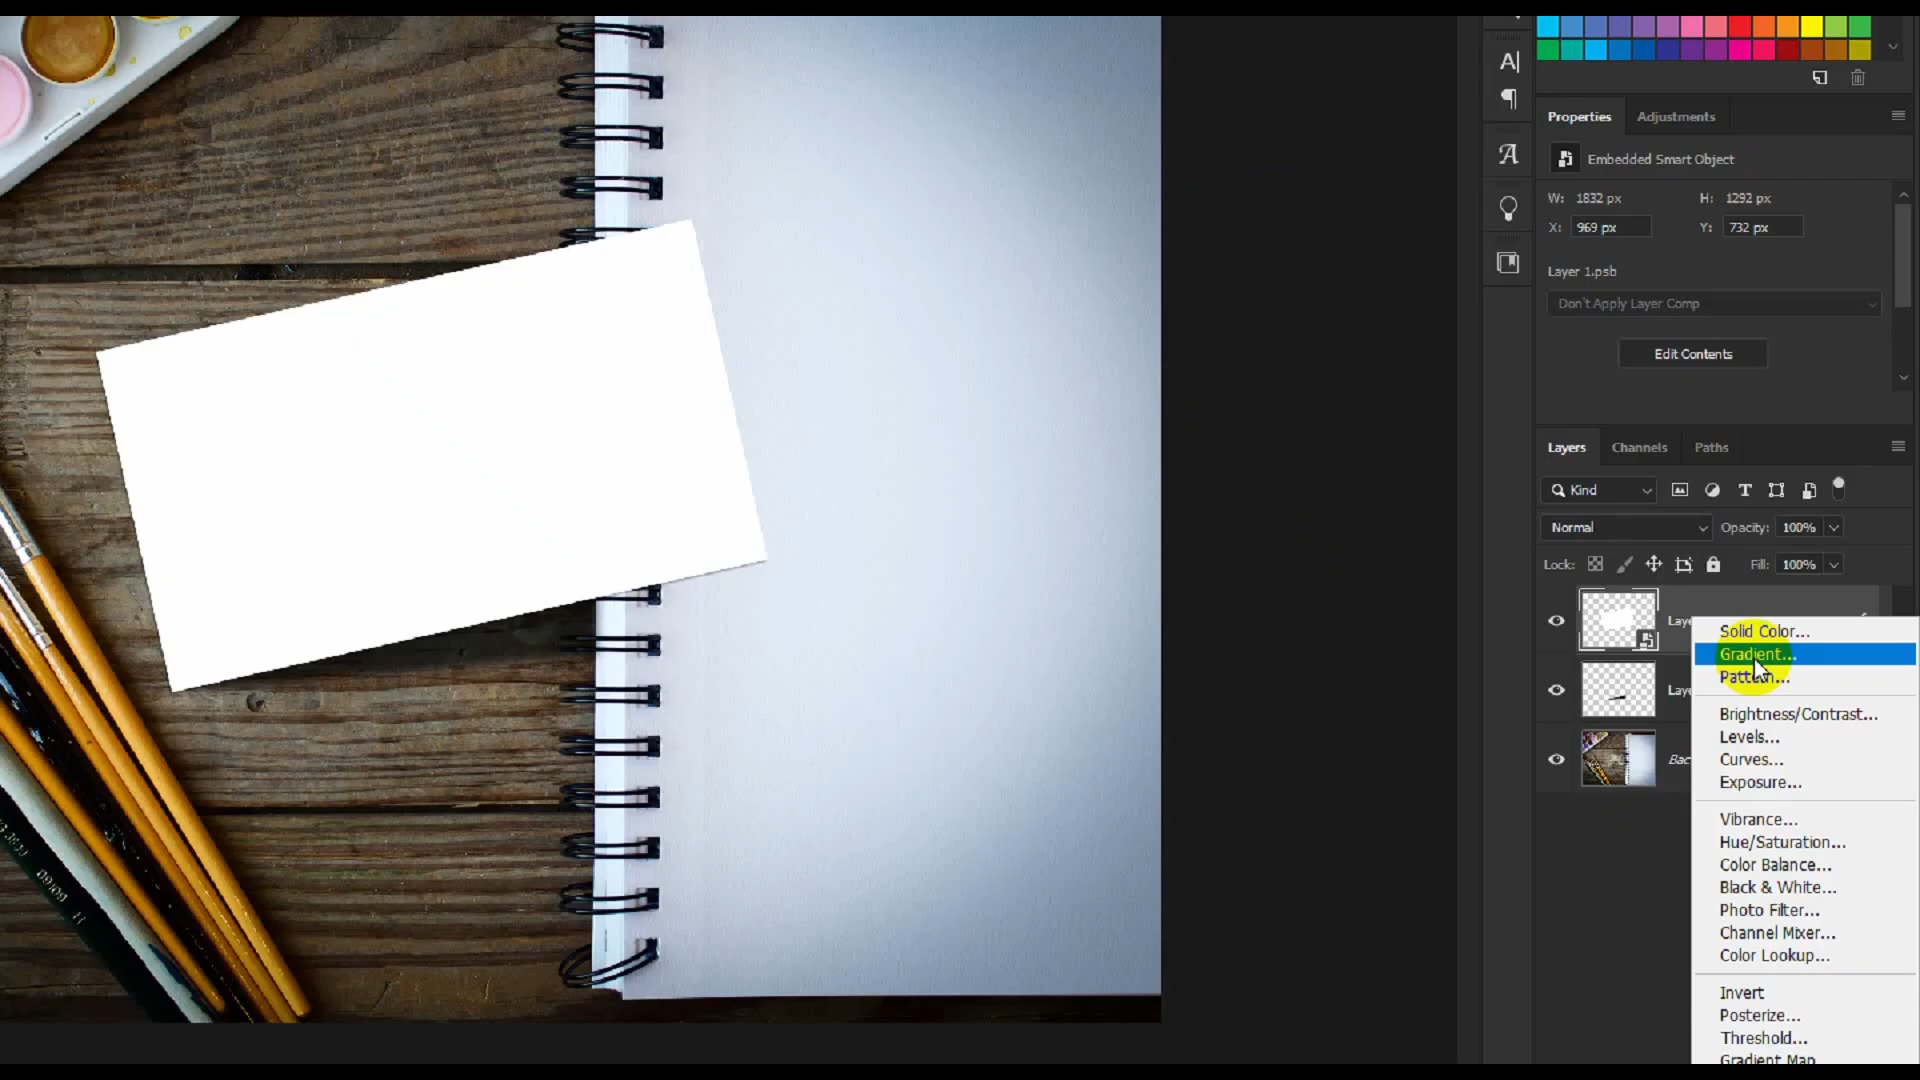 Properties
Adjustments
Embedded Smart Object
W: 1832 px
H: 1292 px
X: 969 px
Y: 732 px
Layer 1.psb
Don't Apply Layer Comp
Edit Contents
Layers
Channels
Paths
Kind
Normal
Opacity: 100%
Lock:
Fill: 100%
Laye
Laye
Bac
Solid Color...
Gradient...
Pattern...
Brightness/Contrast...
Levels...
Curves...
Exposure...
Vibrance...
Hue/Saturation...
Color Balance...
Black & White...
Photo Filter...
Channel Mixer...
Color Lookup...
Invert
Posterize...
Threshold...
Gradient Map